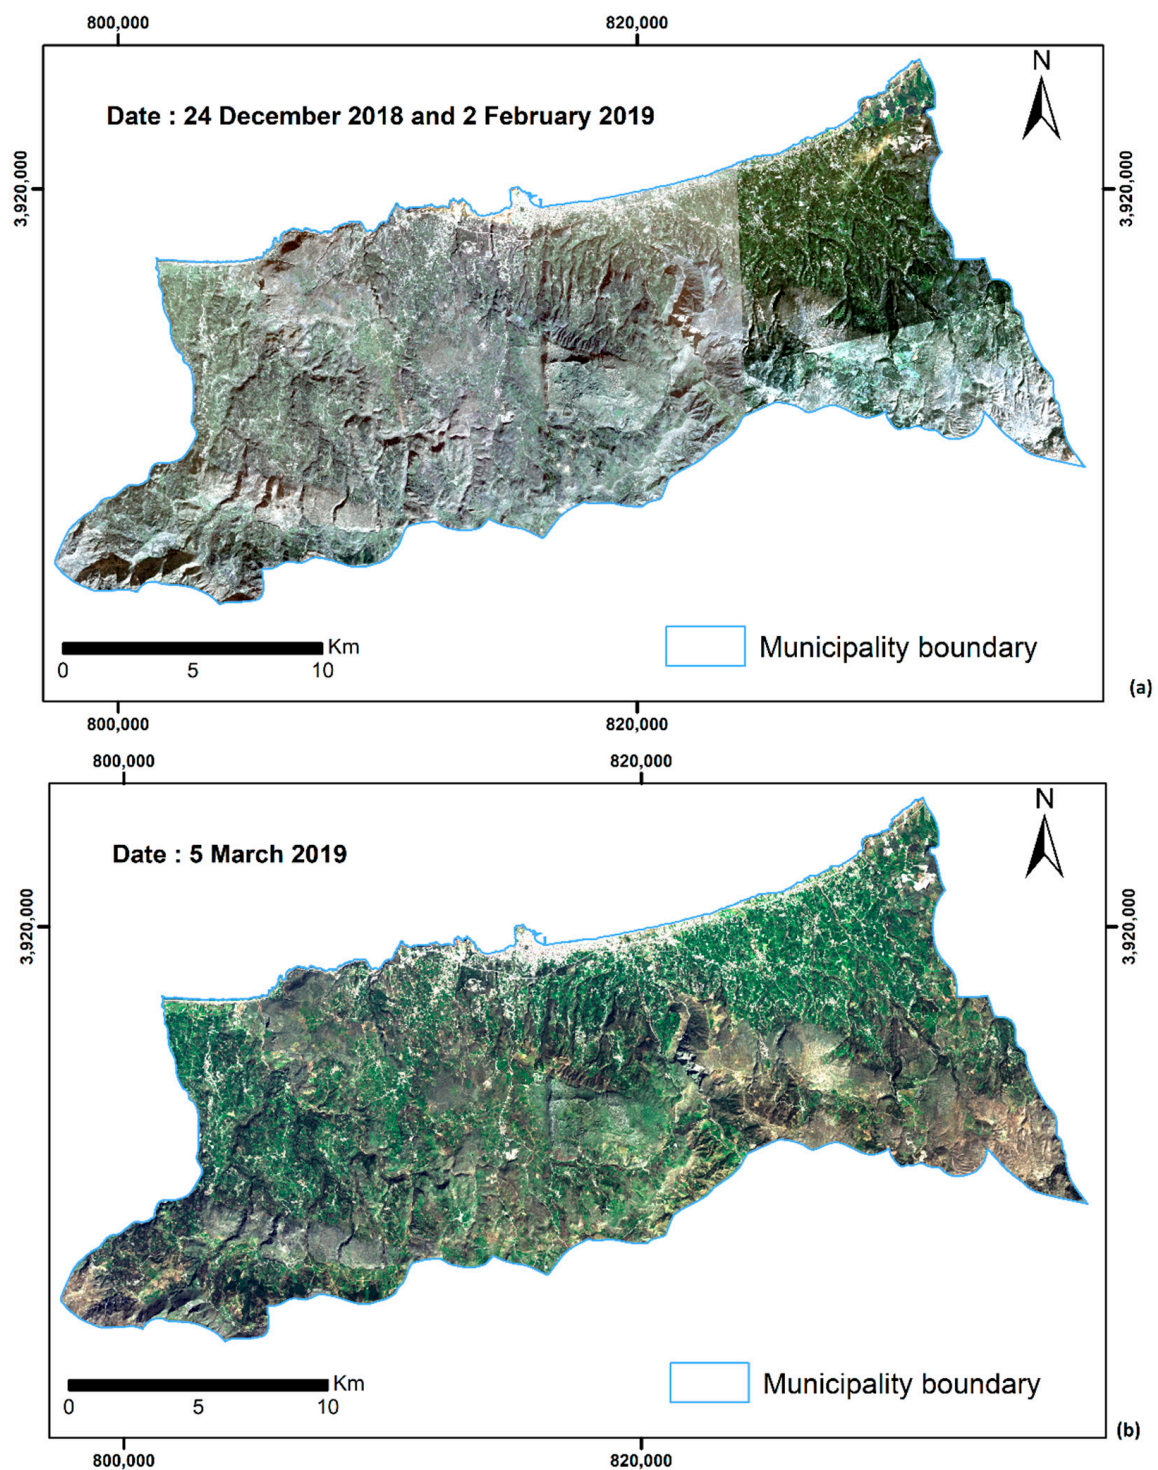 800,000 820,000
N
Date : 24 December 2018 and 2 February 2019
3,920,000 3,920,000
Km
0 5 10
Municipality boundary
(a)
800,000 820,000
800,000 820,000
N
Date : 5 March 2019
3,920,000 3,920,000
Km
0 5 10
Municipality boundary
(b)
800,000 820,000